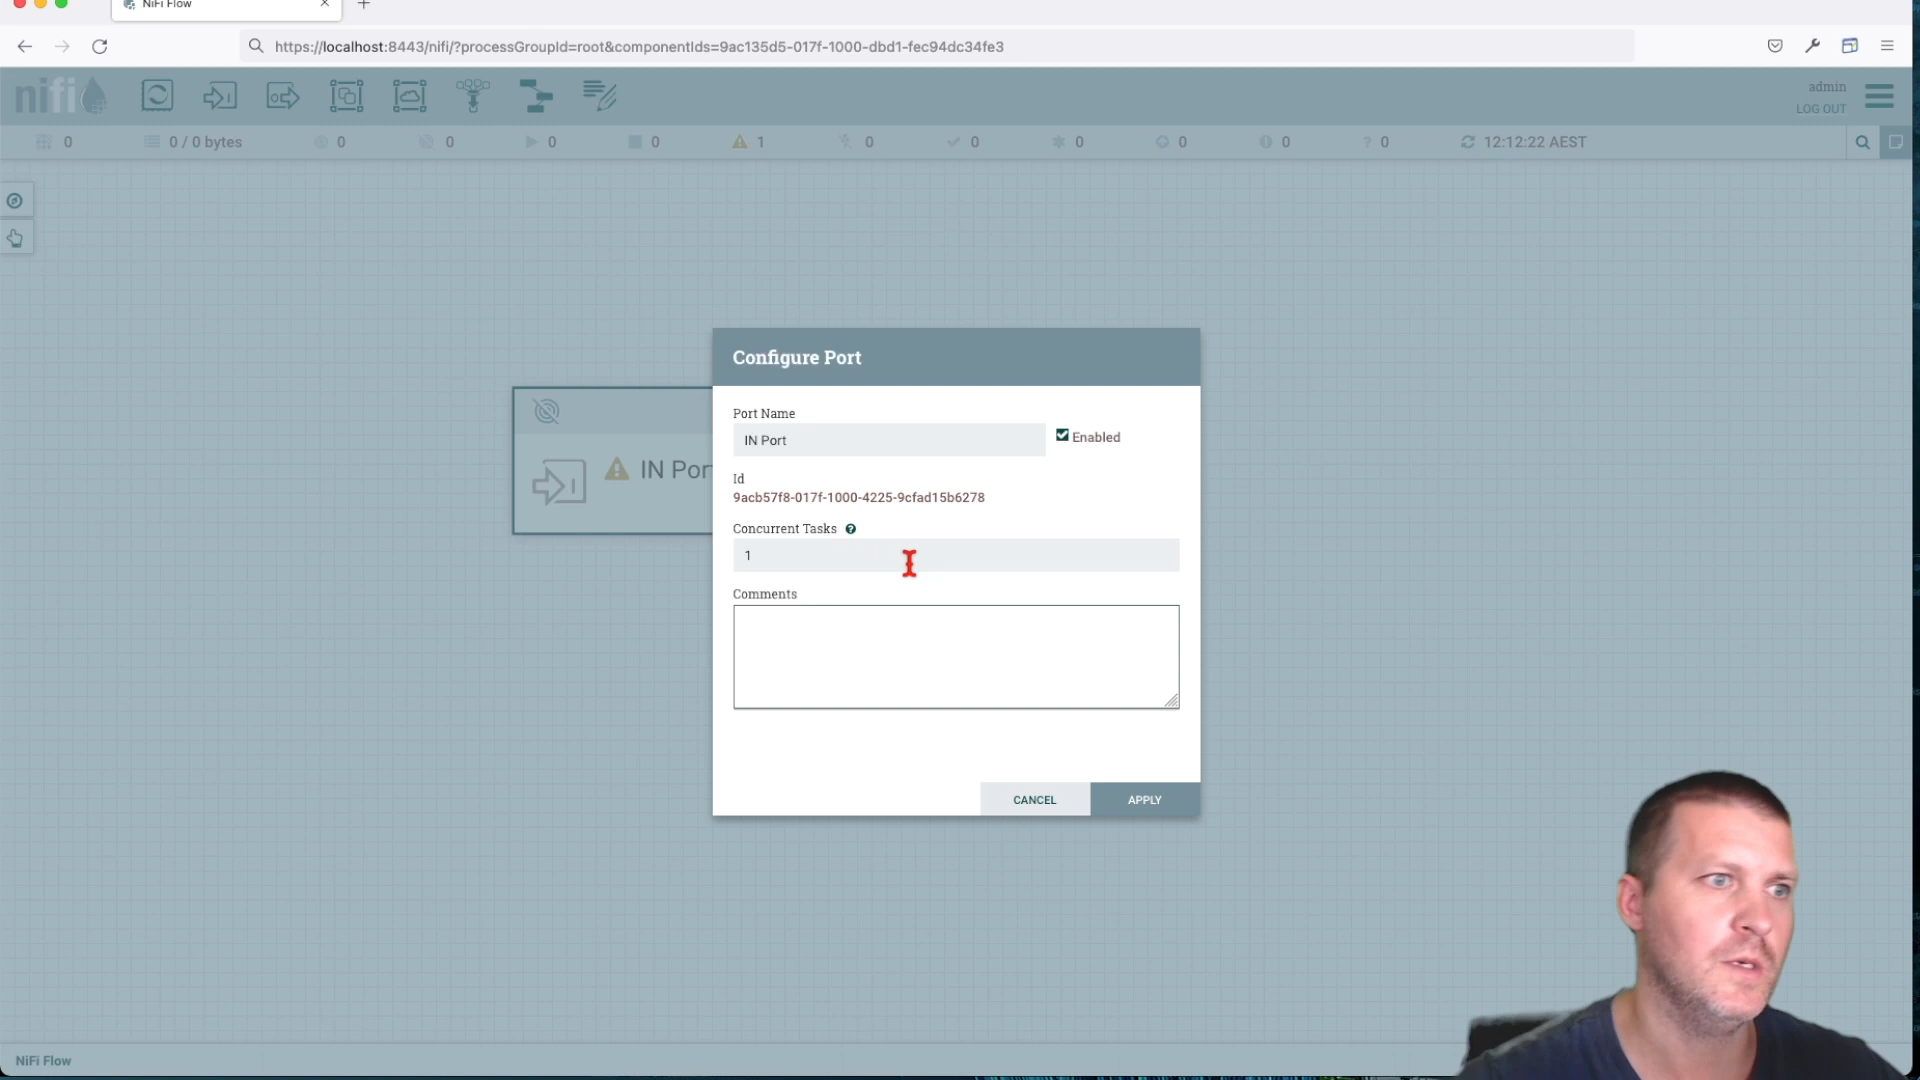 NiFi Flow
https://localhost:8443/nifi/?processGroupId=root&componentIds=9ac135d5-017f-1000-dbd1-fec94dc34fe3
nifi
admin
LOG OUT
0 0 / 0 bytes 0 0 0 0 1 0 0 0 0 0 ? 0 12:12:22 AEST
Configure Port
Port Name
IN Port
Enabled
IN Port
Id
9acb57f8-017f-1000-4225-9cfad15b6278
Concurrent Tasks ?
1
Comments
CANCEL APPLY
NiFi Flow